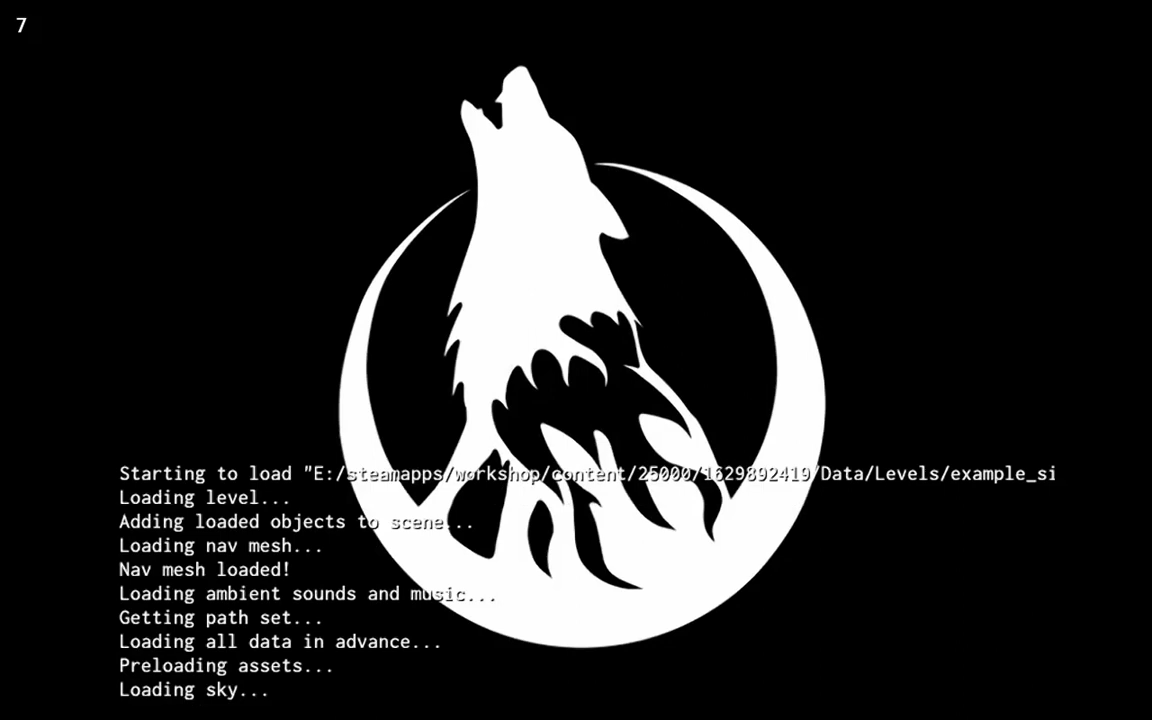 7
Starting to load "E:/steamapps/workshop/content/25000/1629892419/Data/Levels/example_si
Loading level...
Adding loaded objects to scene...
Loading nav mesh...
Nav mesh loaded!
Loading ambient sounds and music...
Getting path set...
Loading all data in advance...
Preloading assets...
Loading sky...